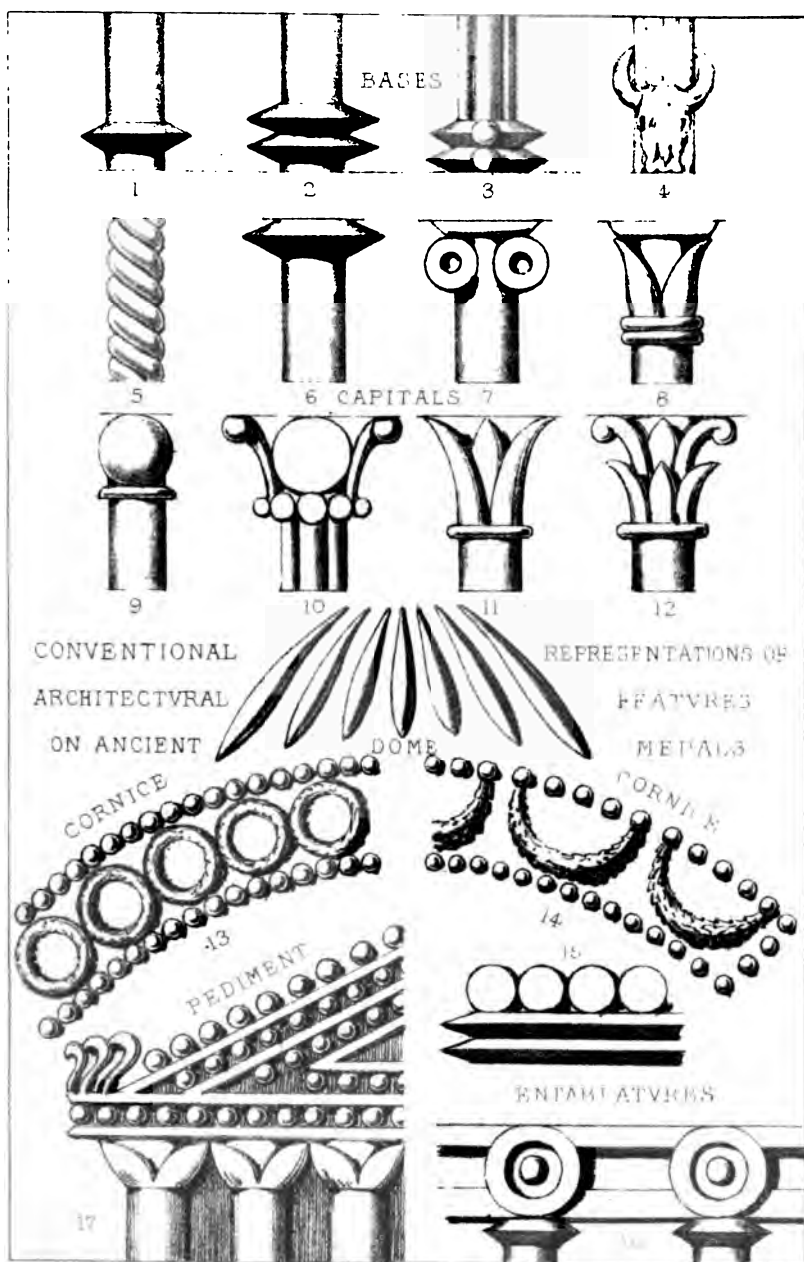 BASES
1 2 3 4
5 6 CAPITALS 7 8
9 10 11 12
CONVENTIONAL REPRESENTATIONS OF
ARCHITECTVRAL FEATVRES
ON ANCIENT DOME MEDALS
CORNICE CORNICE
13 14
PEDIMENT 15
ENTABLATVRES
17